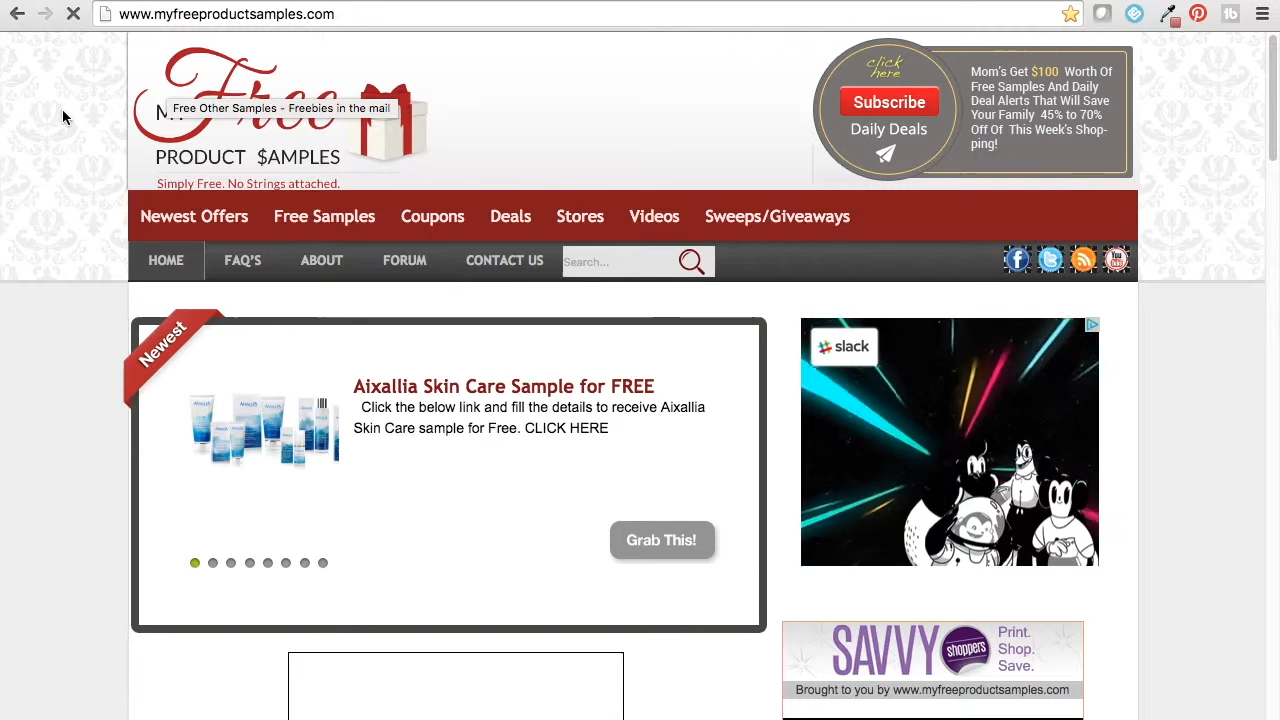 www.myfreeproductsamples.com
Free
Free Other Samples - Freebies in the mail
PRODUCT $AMPLES
Simply Free. No Strings attached.
click
here
Subscribe
Daily Deals
Mom's Get $100 Worth Of
Free Samples And Daily
Deal Alerts That Will Save
Your Family 45% to 70%
Off Of This Week's Shop-
ping!
Newest Offers Free Samples Coupons Deals Stores Videos Sweeps/Giveaways
HOME FAQ'S ABOUT FORUM CONTACT US Search...
You
Newest
Aixallia Skin Care Sample for FREE
Click the below link and fill the details to receive Aixallia
Skin Care sample for Free. CLICK HERE
Grab This!
slack
SAVVY shoppers
Print.
Shop.
Save.
Brought to you by www.myfreeproductsamples.com